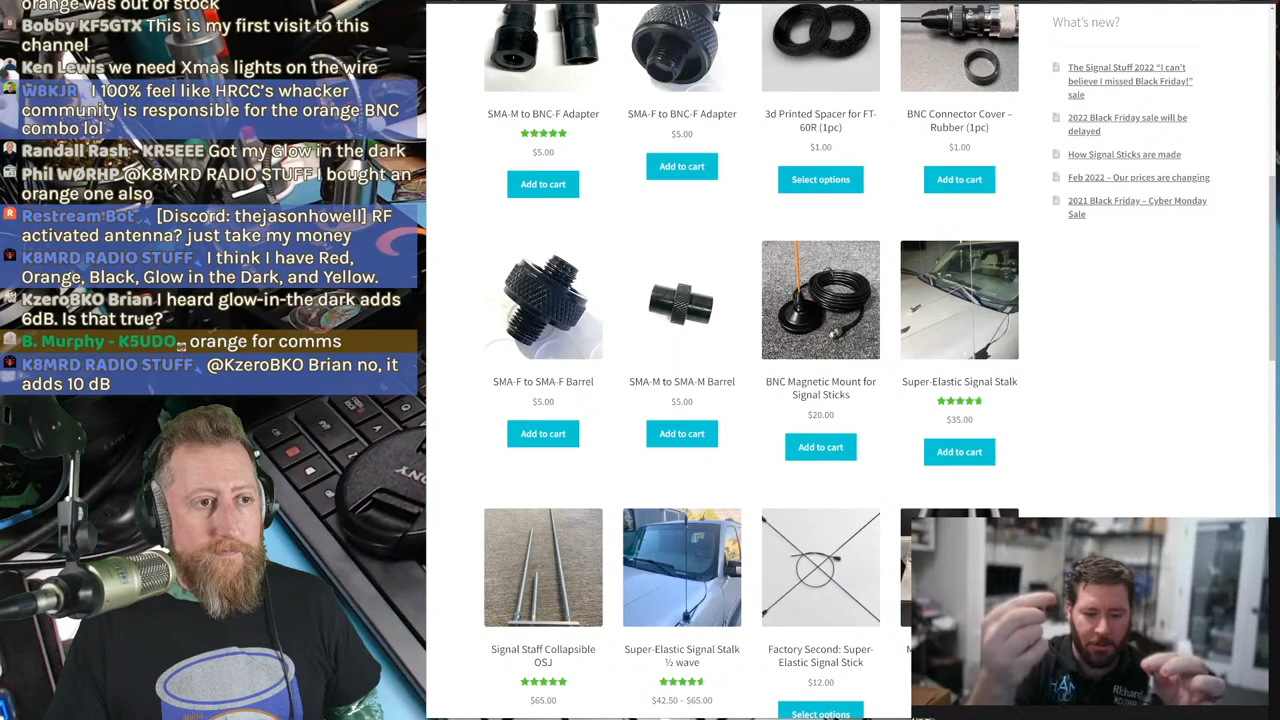 orange was out of stock
Bobby KF5GTX This is my first visit to this
channel
Ken Lewis we need Xmas lights on the wire
W8KJR I 100% feel like HRCC's whacker
community is responsible for the orange BNC
combo lol
Randall Rash - KR5EEE Got my Glow in the dark
Phil WØRHP @K8MRD RADIO STUFF I bought an
orange one also
Restream Bot [Discord: thejasonhowell] RF
activated antenna? just take my money
K8MRD RADIO STUFF I think I have Red,
Orange, Black, Glow in the Dark, and Yellow.
KzeroBKO Brian I heard glow-in-the dark adds
6dB. Is that true?
B. Murphy - K5UDO orange for comms
K8MRD RADIO STUFF @KzeroBKO Brian no, it
adds 10 dB
SMA-M to BNC-F Adapter
$5.00
Add to cart
SMA-F to BNC-F Adapter
$5.00
Add to cart
3d Printed Spacer for FT-
60R (1pc)
$1.00
Select options
BNC Connector Cover –
Rubber (1pc)
$1.00
Add to cart
SMA-F to SMA-F Barrel
$5.00
Add to cart
SMA-M to SMA-M Barrel
$5.00
Add to cart
BNC Magnetic Mount for
Signal Sticks
$20.00
Add to cart
Super-Elastic Signal Stalk
$35.00
Add to cart
Signal Staff Collapsible
OSJ
$65.00
Super-Elastic Signal Stalk
½ wave
$42.50 – $65.00
Factory Second: Super-
Elastic Signal Stick
$12.00
Select options
What's new?
The Signal Stuff 2022 “I can't
believe I missed Black Friday!”
sale
2022 Black Friday sale will be
delayed
How Signal Sticks are made
Feb 2022 – Our prices are changing
2021 Black Friday – Cyber Monday
Sale
SONY